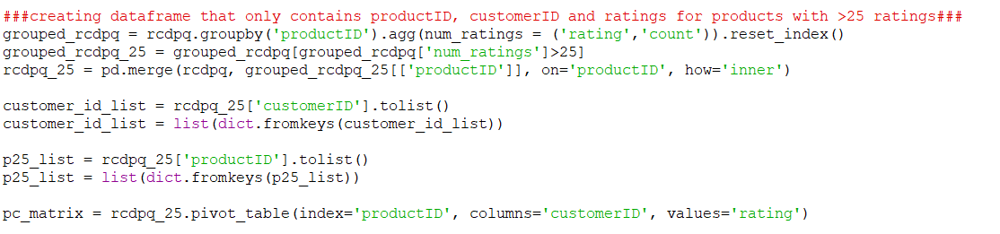 ###creating dataframe that only contains productID, customerID and ratings for products with >25 ratings###
grouped_rcdpq = rcdpq.groupby('productID').agg(num_ratings = ('rating','count')).reset_index()
grouped_rcdpq_25 = grouped_rcdpq[grouped_rcdpq['num_ratings']>25]
rcdpq_25 = pd.merge(rcdpq, grouped_rcdpq_25[['productID']], on='productID', how='inner')
customer_id_list = rcdpq_25['customerID'].tolist()
customer_id_list = list(dict.fromkeys(customer_id_list))
p25_list = rcdpq_25['productID'].tolist()
p25_list = list(dict.fromkeys(p25_list))
pc_matrix = rcdpq_25.pivot_table(index='productID', columns='customerID', values='rating')